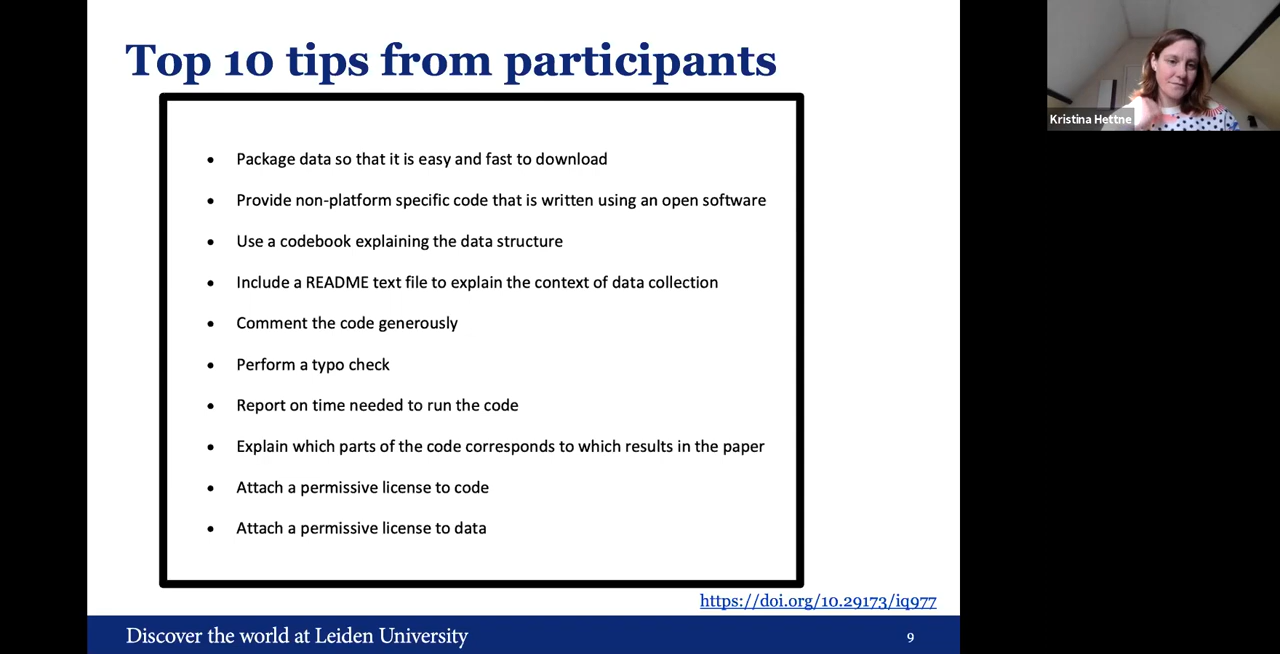 Top 10 tips from participants
• Package data so that it is easy and fast to download
• Provide non-platform specific code that is written using an open software
• Use a codebook explaining the data structure
• Include a README text file to explain the context of data collection
• Comment the code generously
• Perform a typo check
• Report on time needed to run the code
• Explain which parts of the code corresponds to which results in the paper
• Attach a permissive license to code
• Attach a permissive license to data
https://doi.org/10.29173/iq977
Discover the world at Leiden University
9
Kristina Hettne